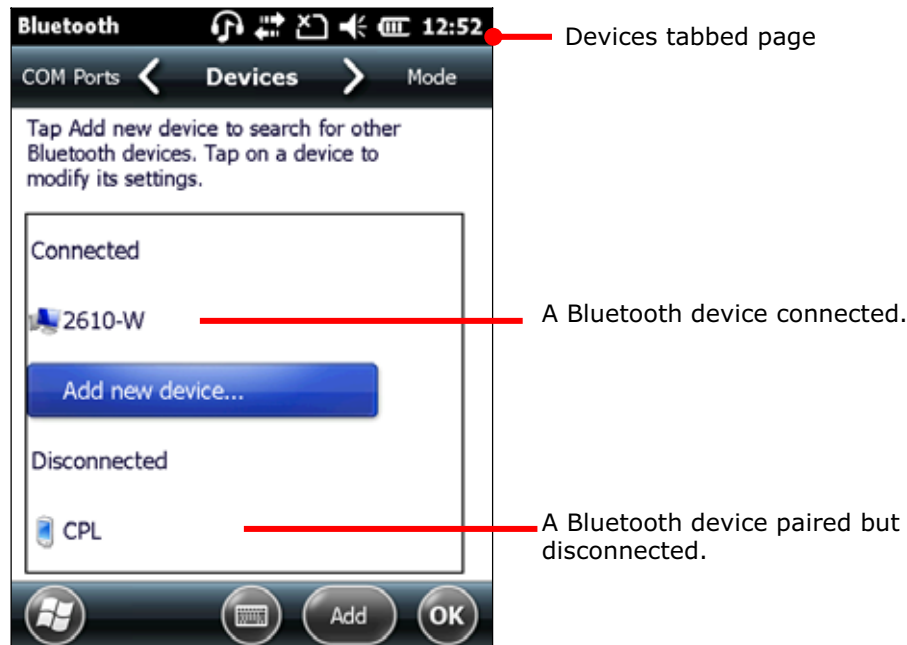 Bluetooth 12:52
Devices tabbed page
COM Ports Devices Mode
Tap Add new device to search for other
Bluetooth devices. Tap on a device to
modify its settings.
Connected
2610-W
A Bluetooth device connected.
Add new device...
Disconnected
CPL
A Bluetooth device paired but
disconnected.
Add OK